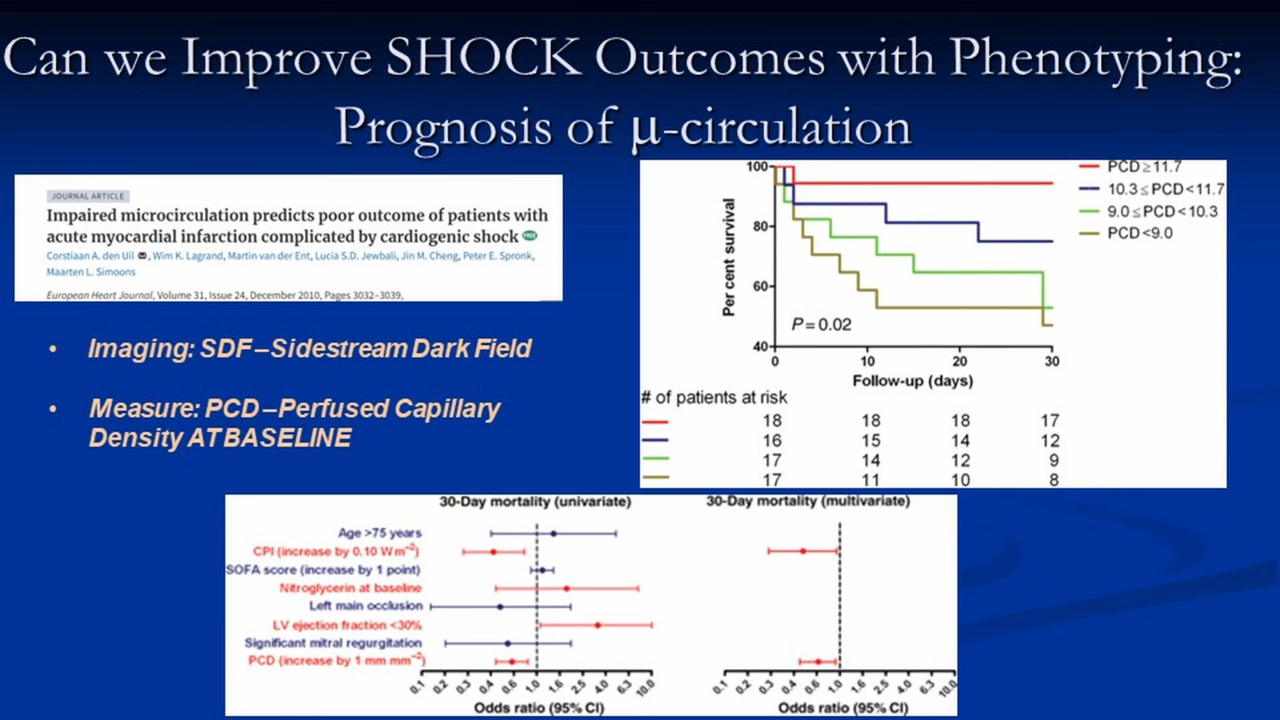 Can we Improve SHOCK Outcomes with Phenotyping:
Prognosis of μ-circulation
JOURNAL ARTICLE
Impaired microcirculation predicts poor outcome of patients with
acute myocardial infarction complicated by cardiogenic shock FREE
Corstiaan A. den Uil, Wim K. Lagrand, Martin van der Ent, Lucia S.D. Jewbali, Jin M. Cheng, Peter E. Spronk,
Maarten L. Simoons
European Heart Journal, Volume 31, Issue 24, December 2010, Pages 3032–3039,
• Imaging: SDF –Sidestream Dark Field
• Measure: PCD –Perfused Capillary
Density AT BASELINE
Per cent survival
100
80
60
40
P = 0.02
0 10 20 30
Follow-up (days)
PCD ≥ 11.7
10.3 ≤ PCD < 11.7
9.0 ≤ PCD < 10.3
PCD < 9.0
# of patients at risk
18 18 18 17
16 15 14 12
17 14 12 9
17 11 10 8
30-Day mortality (univariate)
Age >75 years
CPI (increase by 0.10 W m⁻²)
SOFA score (increase by 1 point)
Nitroglycerin at baseline
Left main occlusion
LV ejection fraction <30%
Significant mitral regurgitation
PCD (increase by 1 mm mm⁻²)
0.1 0.2 0.3 0.4 0.6 1.0 1.6 2.5 4.0 6.3 10.0
Odds ratio (95% CI)
30-Day mortality (multivariate)
0.1 0.2 0.3 0.4 0.6 1.0 1.6 2.5 4.0 6.3 10.0
Odds ratio (95% CI)